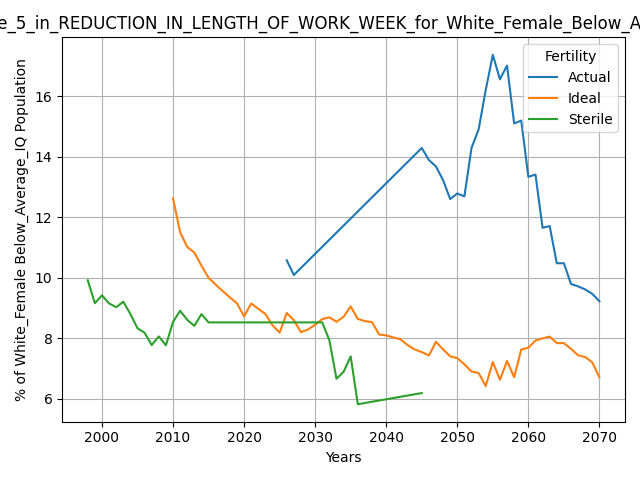 e_5_in_REDUCTION_IN_LENGTH_OF_WORK_WEEK_for_White_Female_Below_A
Fertility
Actual
Ideal
Sterile
% of White_Female Below_Average_IQ Population
16
14
12
10
8
6
2000 2010 2020 2030 2040 2050 2060 2070
Years